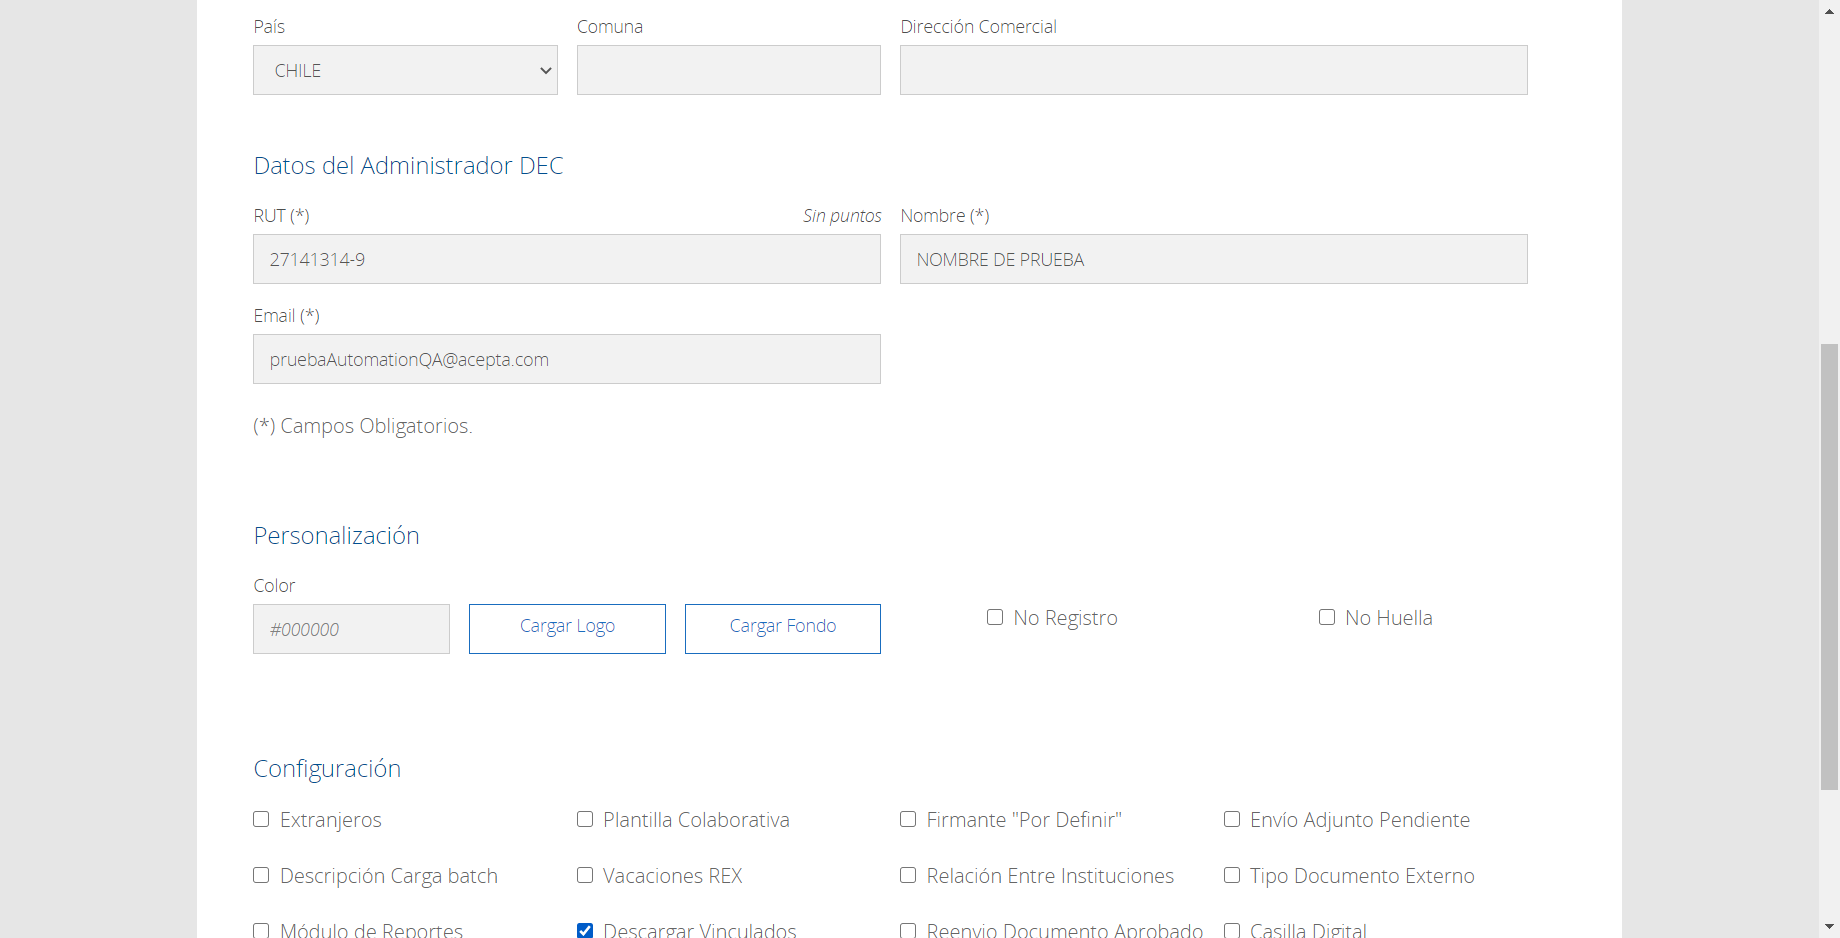 País
Comuna
Dirección Comercial
CHILE
Datos del Administrador DEC
RUT (*)
Sin puntos
Nombre (*)
27141314-9
NOMBRE DE PRUEBA
Email (*)
pruebaAutomationQA@acepta.com
(*) Campos Obligatorios.
Personalización
Color
#000000
Cargar Logo
Cargar Fondo
No Registro
No Huella
Configuración
Extranjeros
Plantilla Colaborativa
Firmante "Por Definir"
Envío Adjunto Pendiente
Descripción Carga batch
Vacaciones REX
Relación Entre Instituciones
Tipo Documento Externo
Módulo de Reportes
Descargar Vinculados
Reenvio Documento Aprobado
Casilla Digital